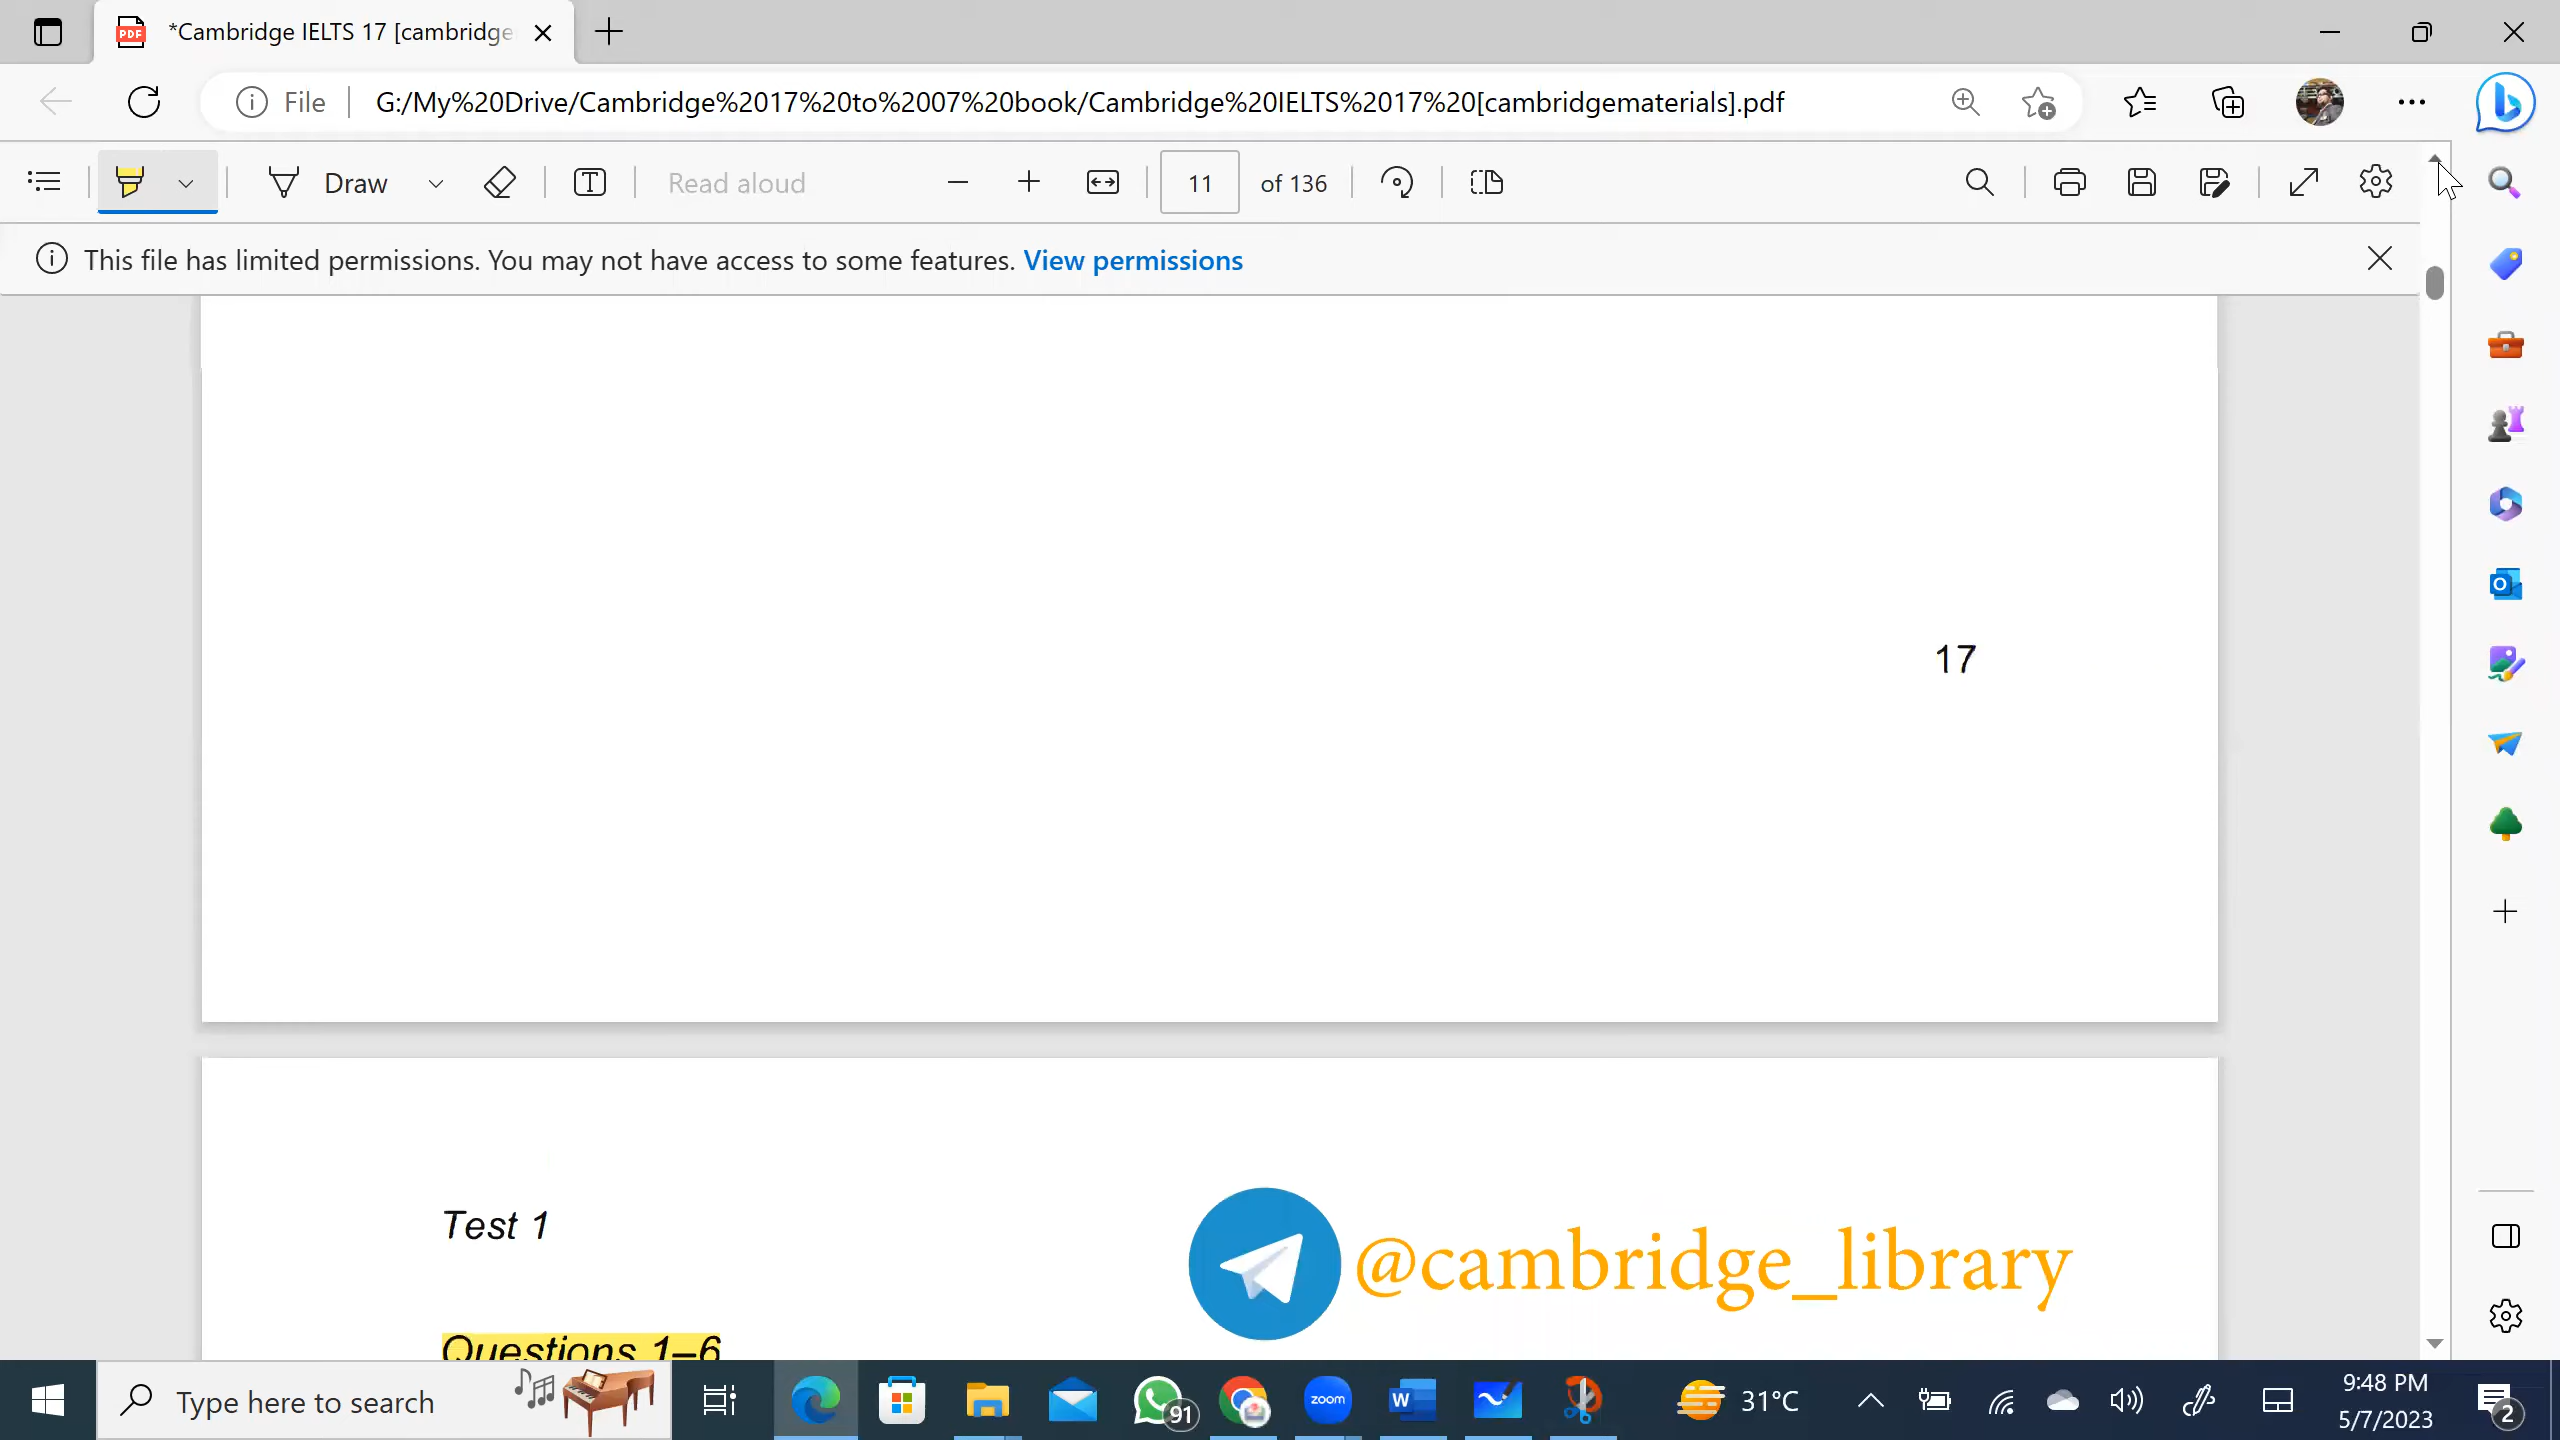 *Cambridge IELTS 17 [cambridge
File
G:/My%20Drive/Cambridge%2017%20to%2007%20book/Cambridge%20IELTS%2017%20[cambridgematerials].pdf
Draw
Read aloud
11
of 136
This file has limited permissions. You may not have access to some features. View permissions
17
Test 1
@cambridge_library
Questions 1–6
Type here to search
91
zoom
31°C
9:48 PM
5/7/2023
2